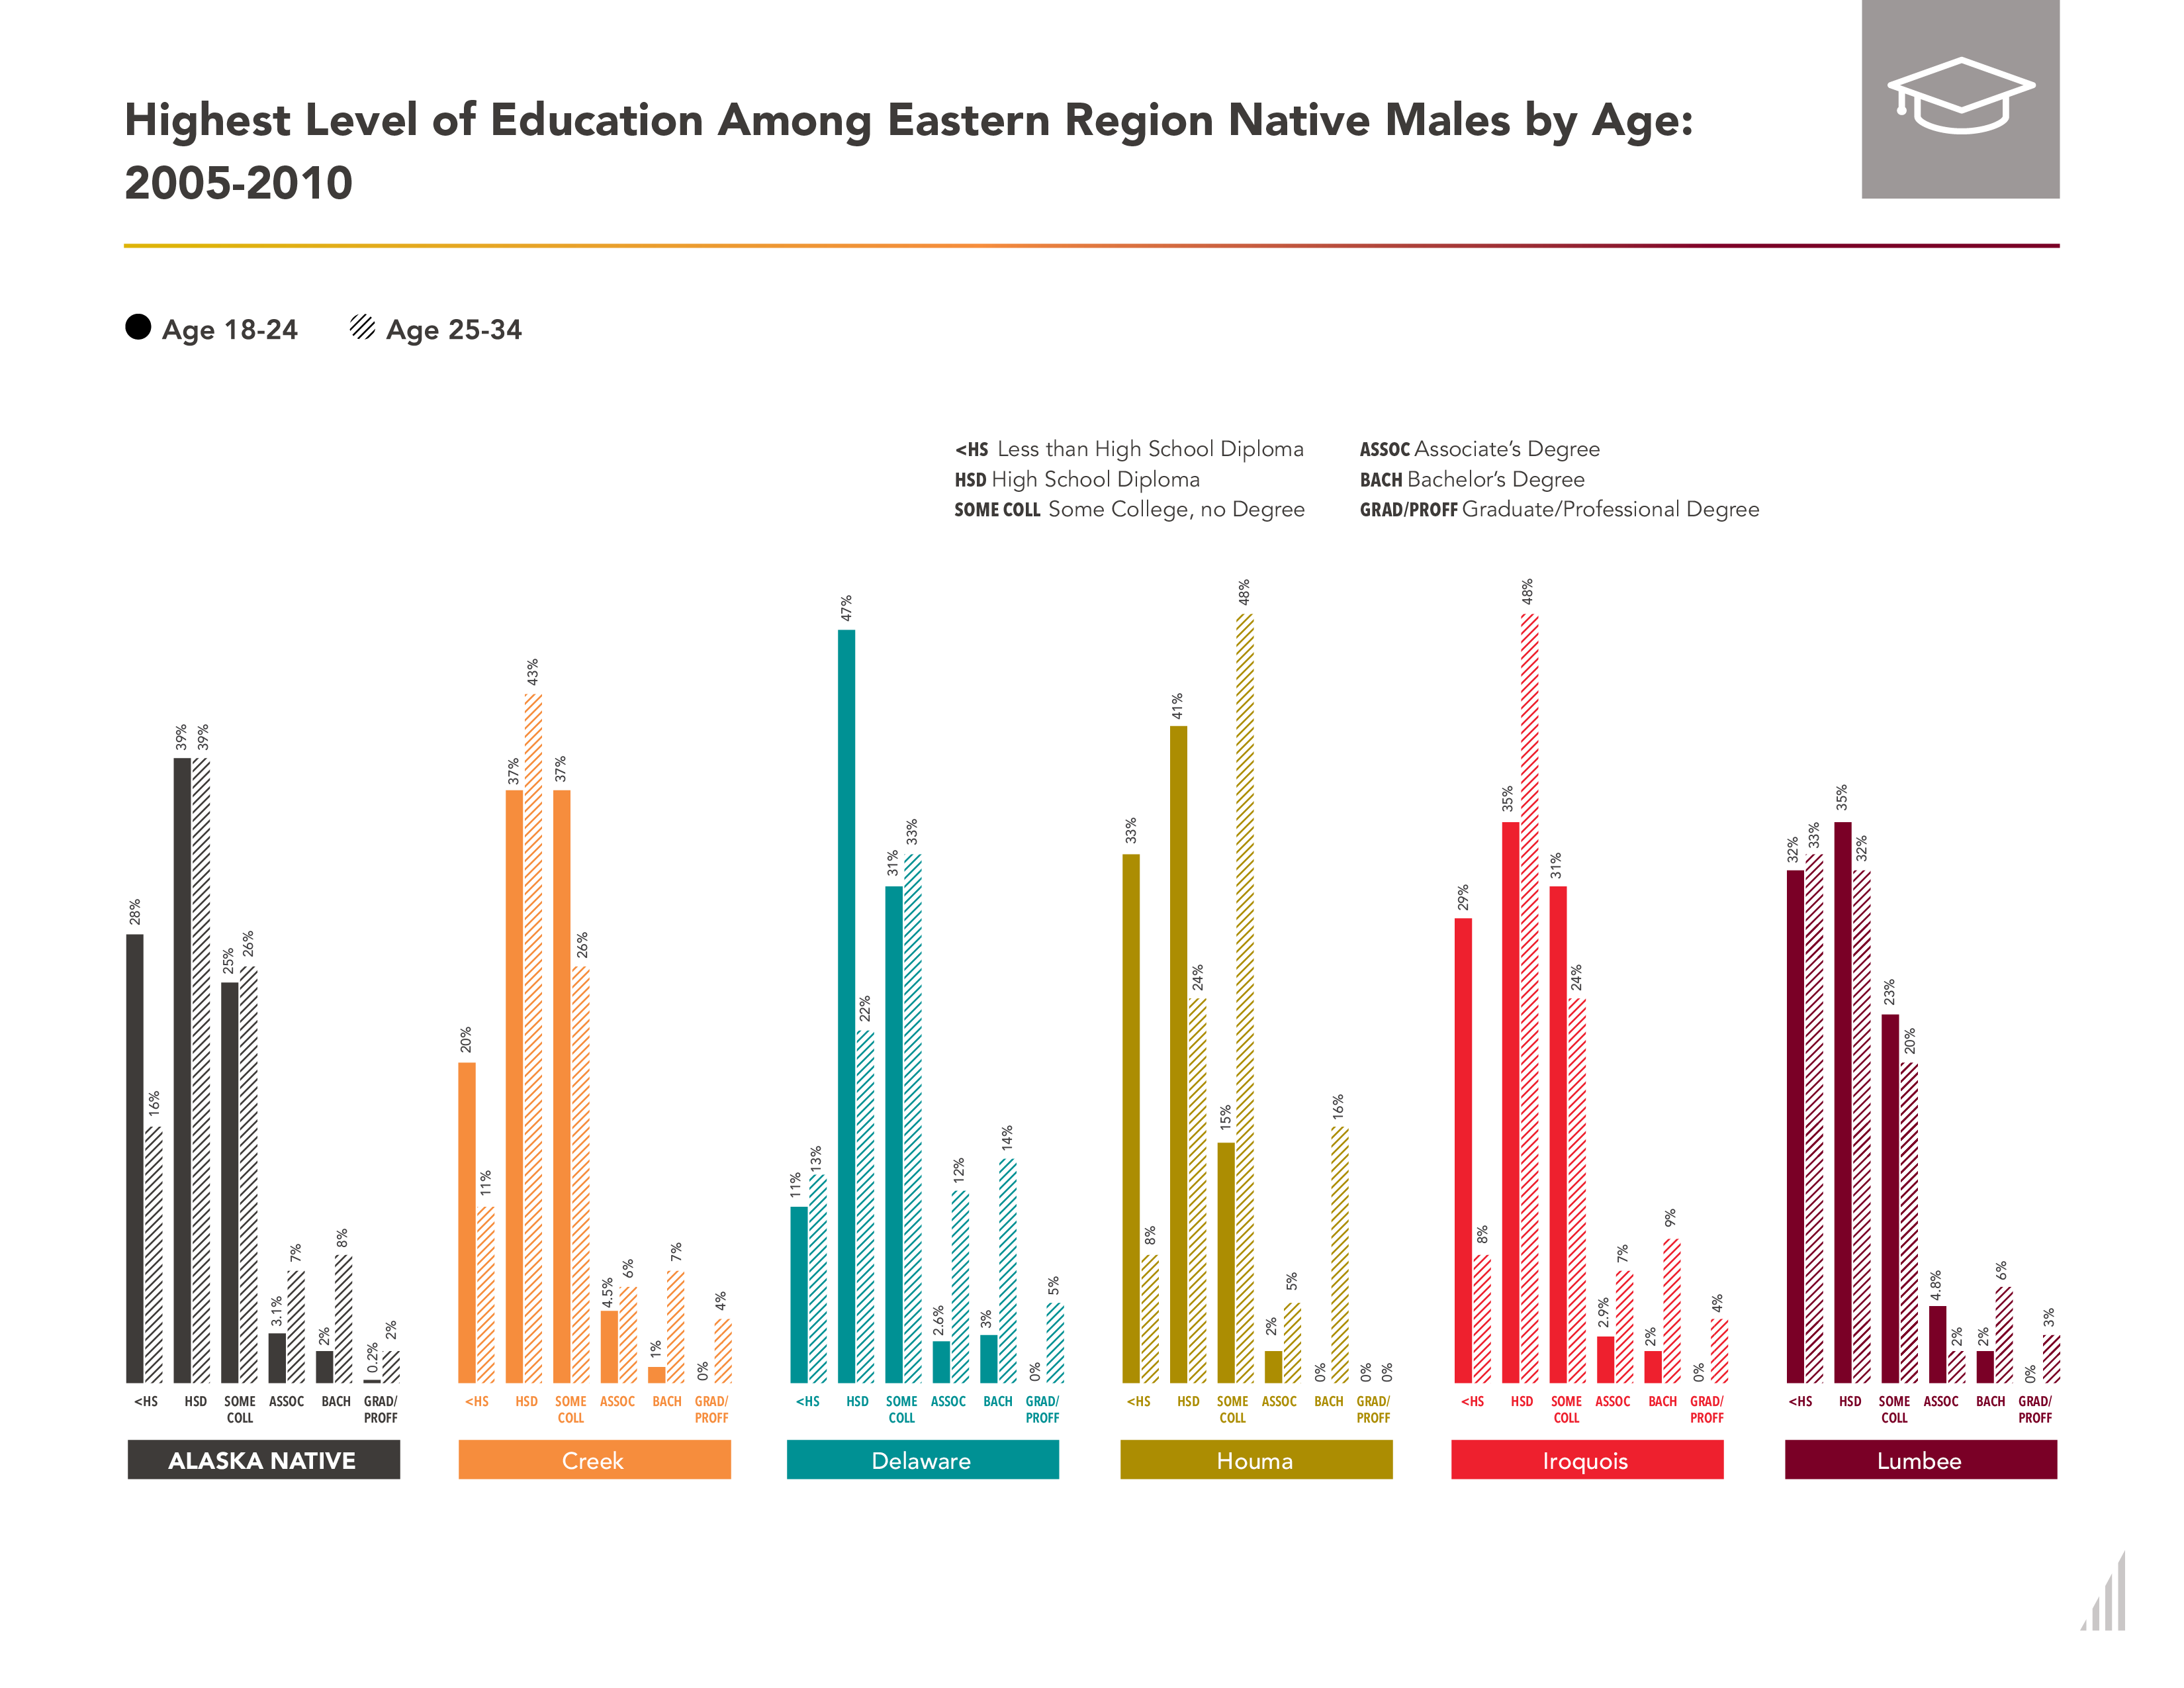 Highest Level of Education Among Eastern Region Native Males by Age:
2005-2010
Age 18-24 Age 25-34
<HS Less than High School Diploma
HSD High School Diploma
SOME COLL Some College, no Degree
ASSOC Associate's Degree
BACH Bachelor's Degree
GRAD/PROFF Graduate/Professional Degree
28% 16% 39% 39% 25% 26% 3.1% 7% 2% 8% 0.2% 2%
<HS HSD SOME COLL ASSOC BACH GRAD/PROFF
ALASKA NATIVE
20% 11% 37% 43% 37% 26% 4.5% 6% 1% 7% 0% 4%
<HS HSD SOME COLL ASSOC BACH GRAD/PROFF
Creek
11% 13% 47% 22% 31% 33% 2.6% 12% 3% 14% 0% 5%
<HS HSD SOME COLL ASSOC BACH GRAD/PROFF
Delaware
33% 8% 41% 24% 15% 48% 2% 5% 0% 16% 0% 0%
<HS HSD SOME COLL ASSOC BACH GRAD/PROFF
Houma
29% 8% 35% 48% 31% 24% 2.9% 7% 2% 9% 0% 4%
<HS HSD SOME COLL ASSOC BACH GRAD/PROFF
Iroquois
32% 33% 35% 32% 23% 20% 4.8% 2% 2% 6% 0% 3%
<HS HSD SOME COLL ASSOC BACH GRAD/PROFF
Lumbee